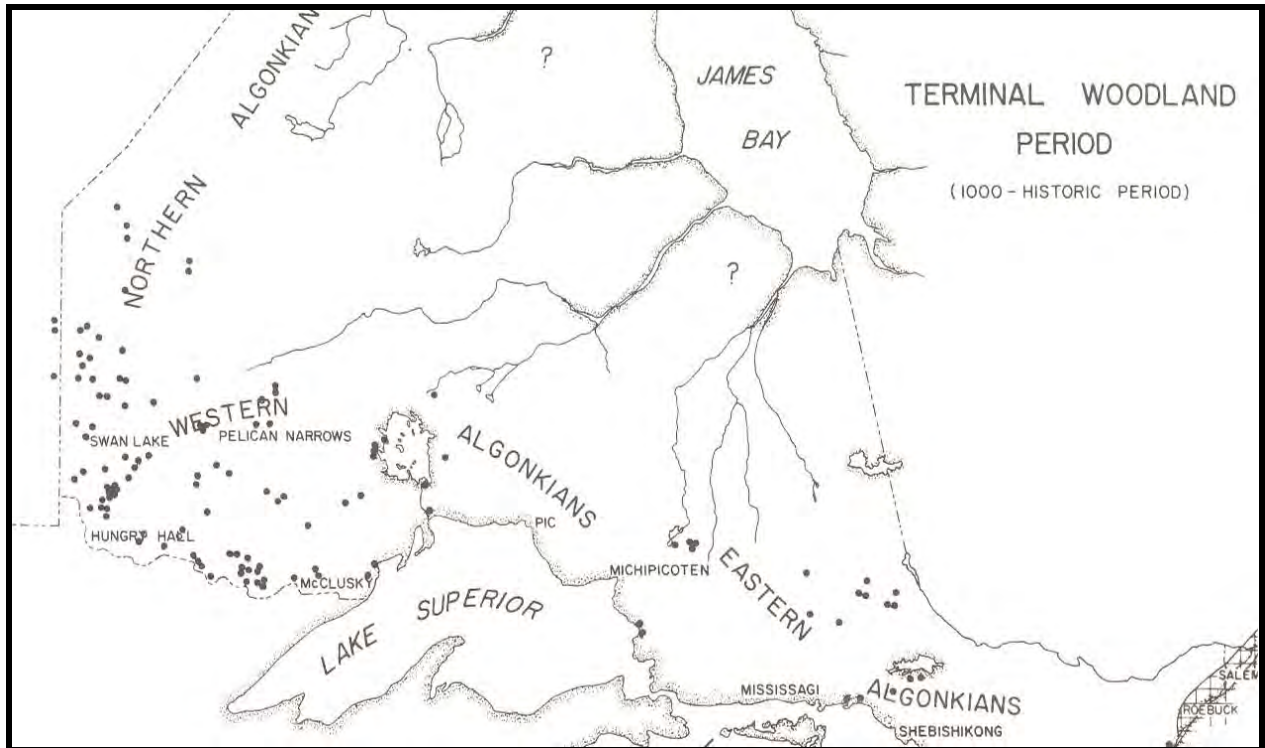 TERMINAL WOODLAND
PERIOD
(1000 - HISTORIC PERIOD)
JAMES
BAY
?
?
NORTHERN ALGONKIAN
WESTERN ALGONKIANS
SWAN LAKE
PELICAN NARROWS
HUNGRY HALL
McCLUSKY
PIC
MICHIPICOTEN
LAKE SUPERIOR
EASTERN ALGONKIANS
MISSISSAGI
SHEBISHIKONG
SALEM
ROEBUCK